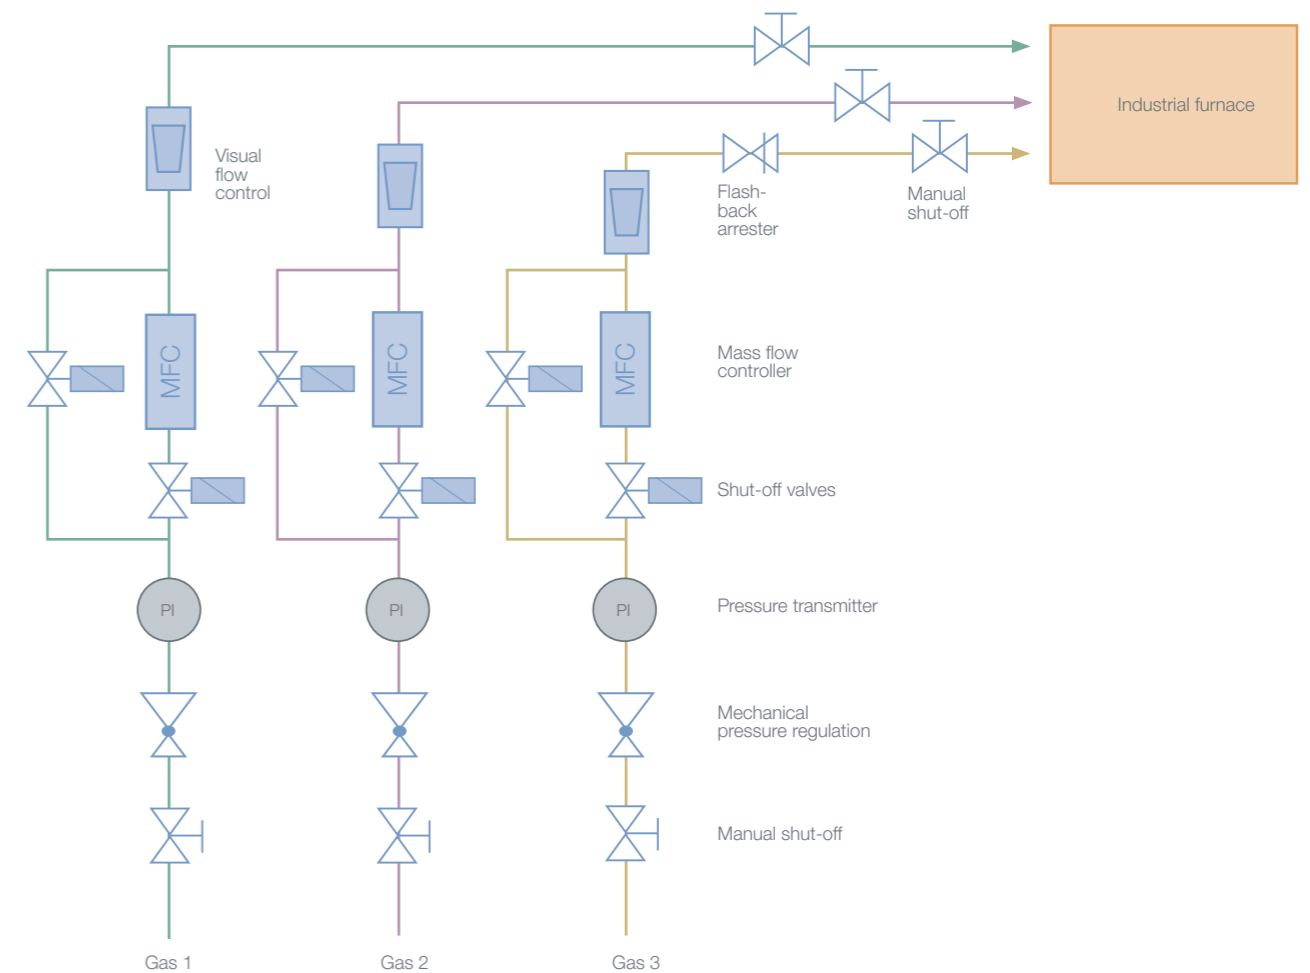 Industrial furnace
Visual
flow
control
Flash-
back
arrester
Manual
shut-off
MFC
MFC
MFC
Mass flow
controller
Shut-off valves
PI
PI
PI
Pressure transmitter
Mechanical
pressure regulation
Manual shut-off
Gas 1
Gas 2
Gas 3